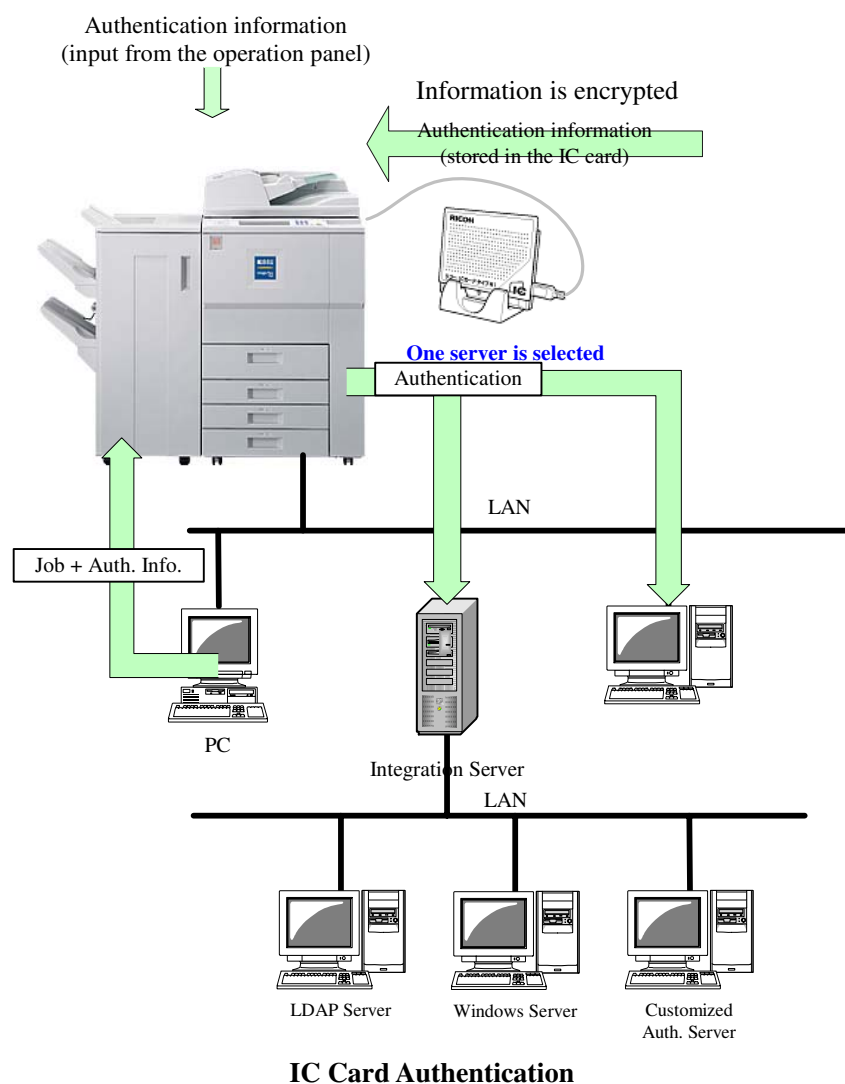 Authentication information
(input from the operation panel)
Information is encrypted
Authentication information
(stored in the IC card)
RICOH
IC
One server is selected
Authentication
LAN
Job + Auth. Info.
PC
Integration Server
LAN
LDAP Server
Windows Server
Customized
Auth. Server
IC Card Authentication